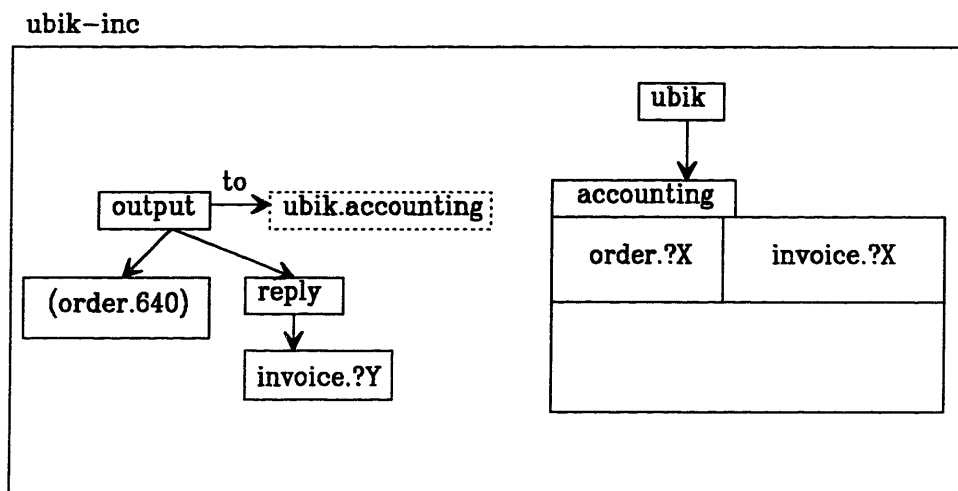 ubik-inc
ubik
to
accounting
output
ubik.accounting
order.?X
invoice.?X
(order.640)
reply
invoice.?Y